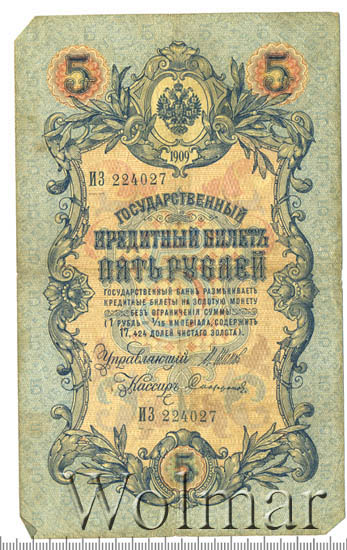 5 5
1909
ИЗ 224027
ГОСУДАРСТВЕННЫЙ
КРЕДИТНЫЙ БИЛЕТЪ
ПЯТЬ РУБЛЕЙ
ГОСУДАРСТВЕННЫЙ БАНКЪ РАЗМѢНИВАЕТЪ
КРЕДИТНЫЕ БИЛЕТЫ НА ЗОЛОТУЮ МОНЕТУ
БЕЗЪ ОГРАНИЧЕНІЯ СУММЫ
(1 РУБЛЬ = 1/15 ИМПЕРІАЛА, СОДЕРЖИТЪ
17,424 ДОЛЕЙ ЧИСТАГО ЗОЛОТА).
Управляющій
Кассиръ
ИЗ 224027
5
Wolmar